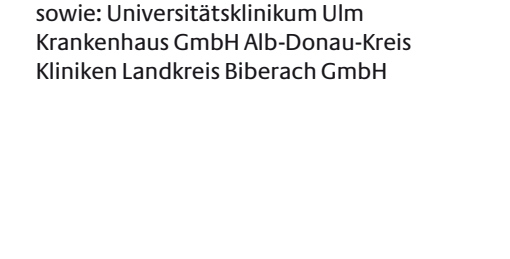 sowie: Universitätsklinikum Ulm
Krankenhaus GmbH Alb-Donau-Kreis
Kliniken Landkreis Biberach GmbH